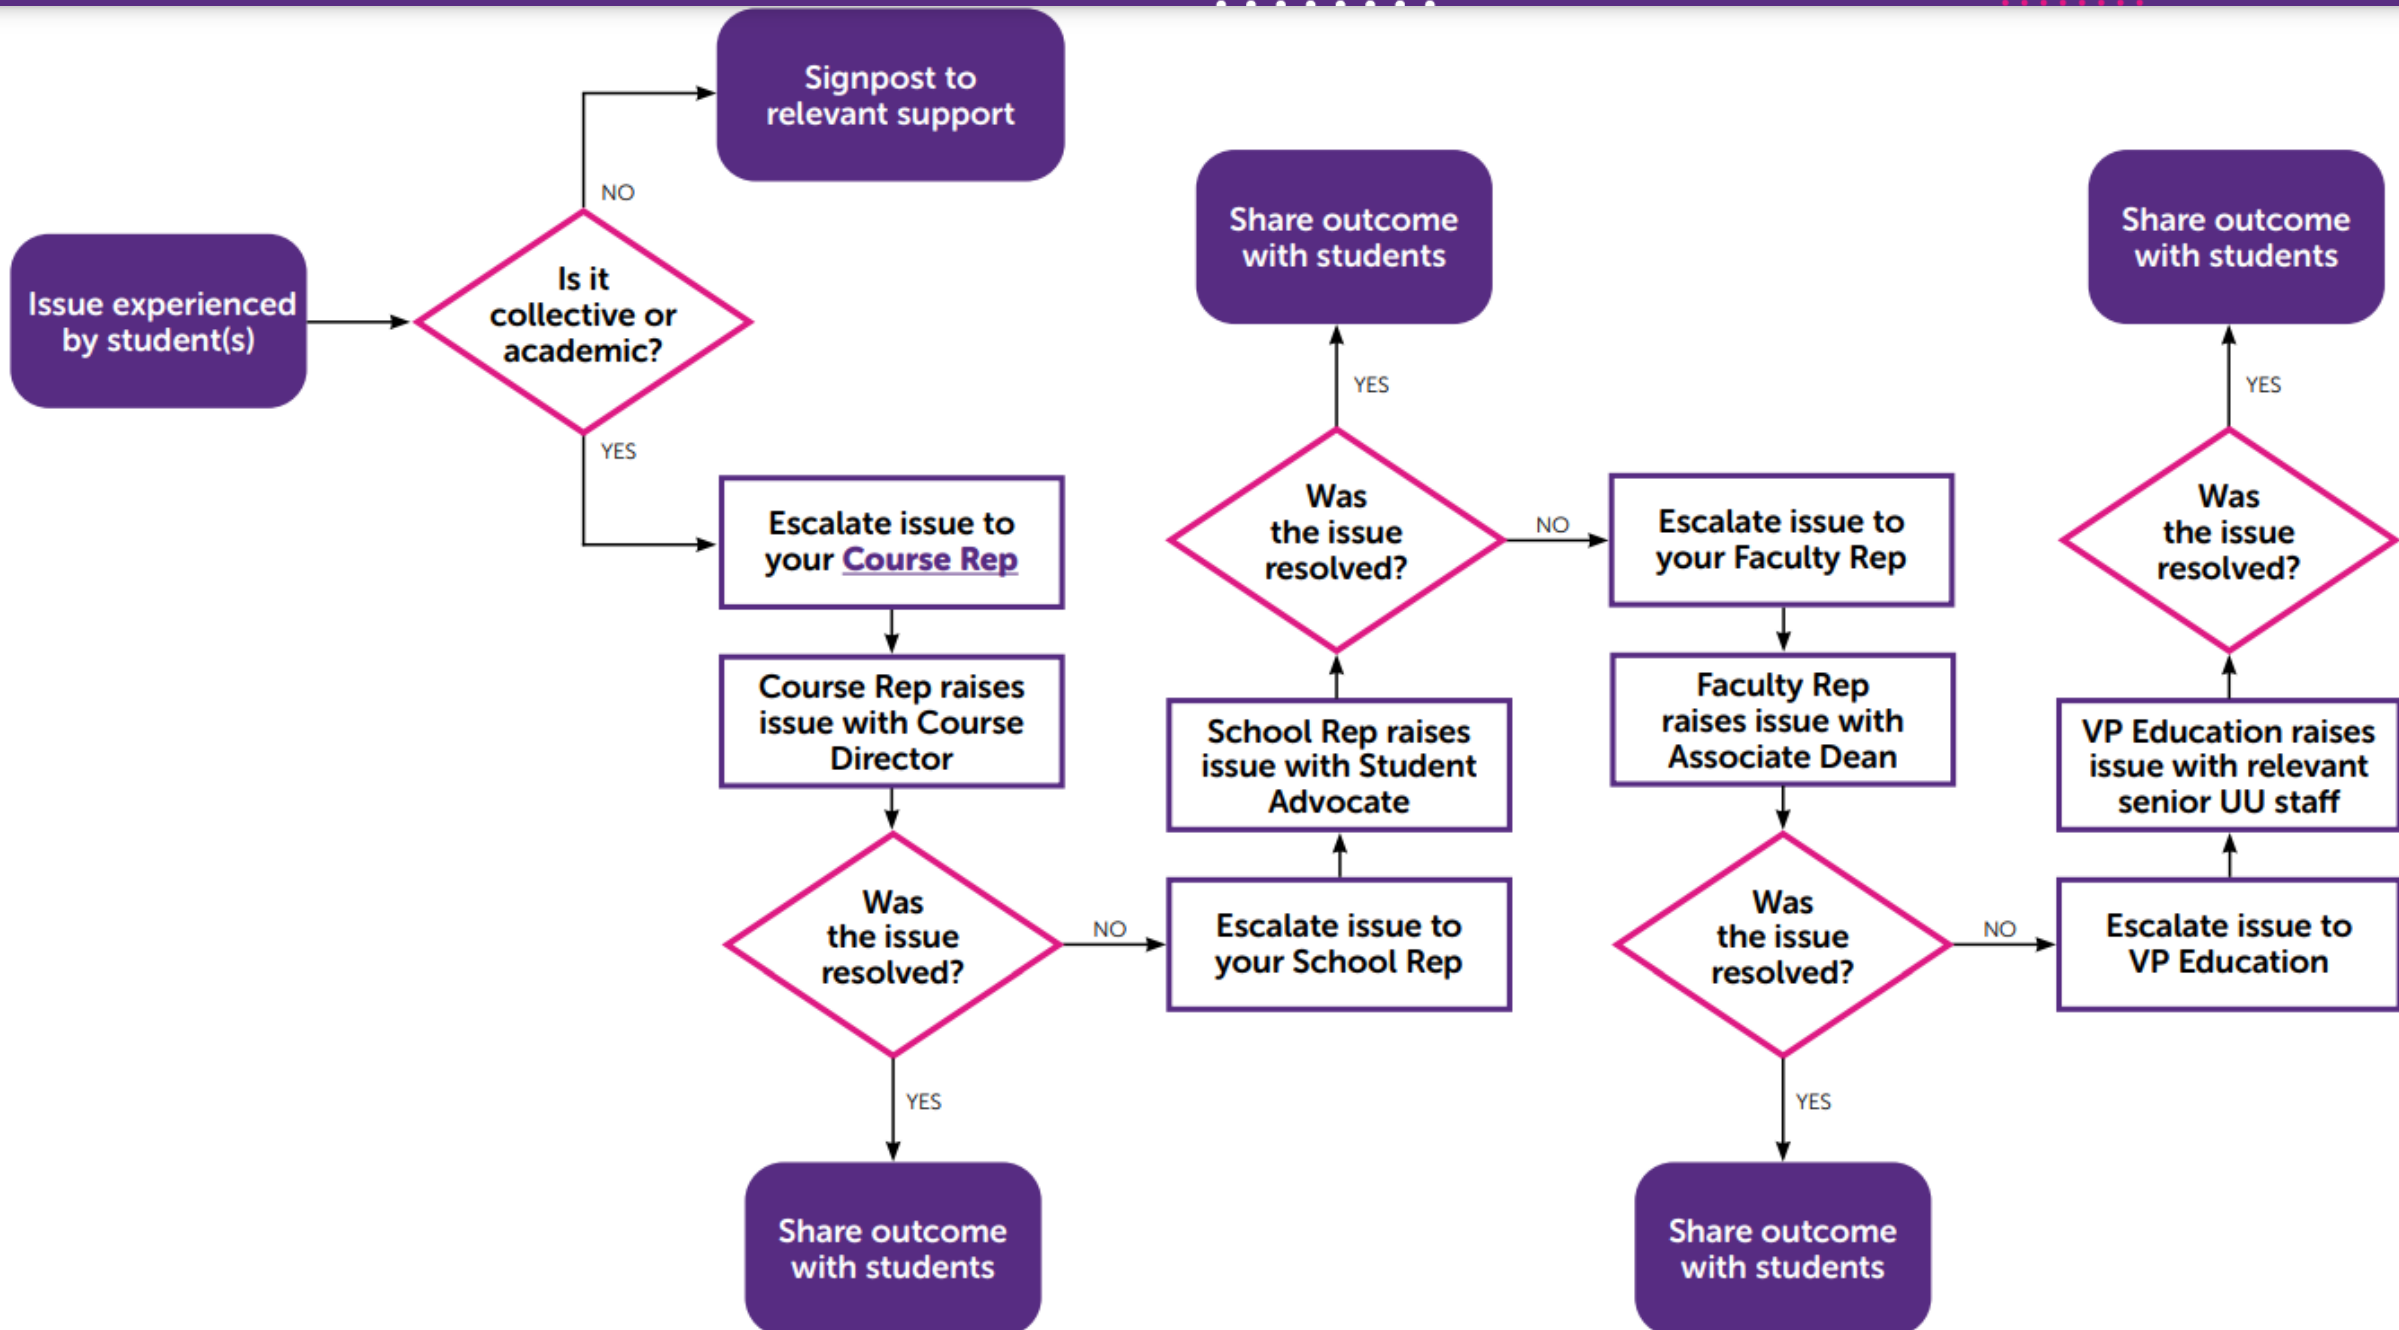 Issue experienced
by student(s)
Is it
collective or
academic?
NO
Signpost to
relevant support
YES
Escalate issue to
your Course Rep
Course Rep raises
issue with Course
Director
Was
the issue
resolved?
YES
Share outcome
with students
NO
Escalate issue to
your School Rep
School Rep raises
issue with Student
Advocate
Was
the issue
resolved?
YES
Share outcome
with students
NO
Escalate issue to
your Faculty Rep
Faculty Rep
raises issue with
Associate Dean
Was
the issue
resolved?
YES
Share outcome
with students
NO
Escalate issue to
VP Education
VP Education raises
issue with relevant
senior UU staff
Was
the issue
resolved?
YES
Share outcome
with students